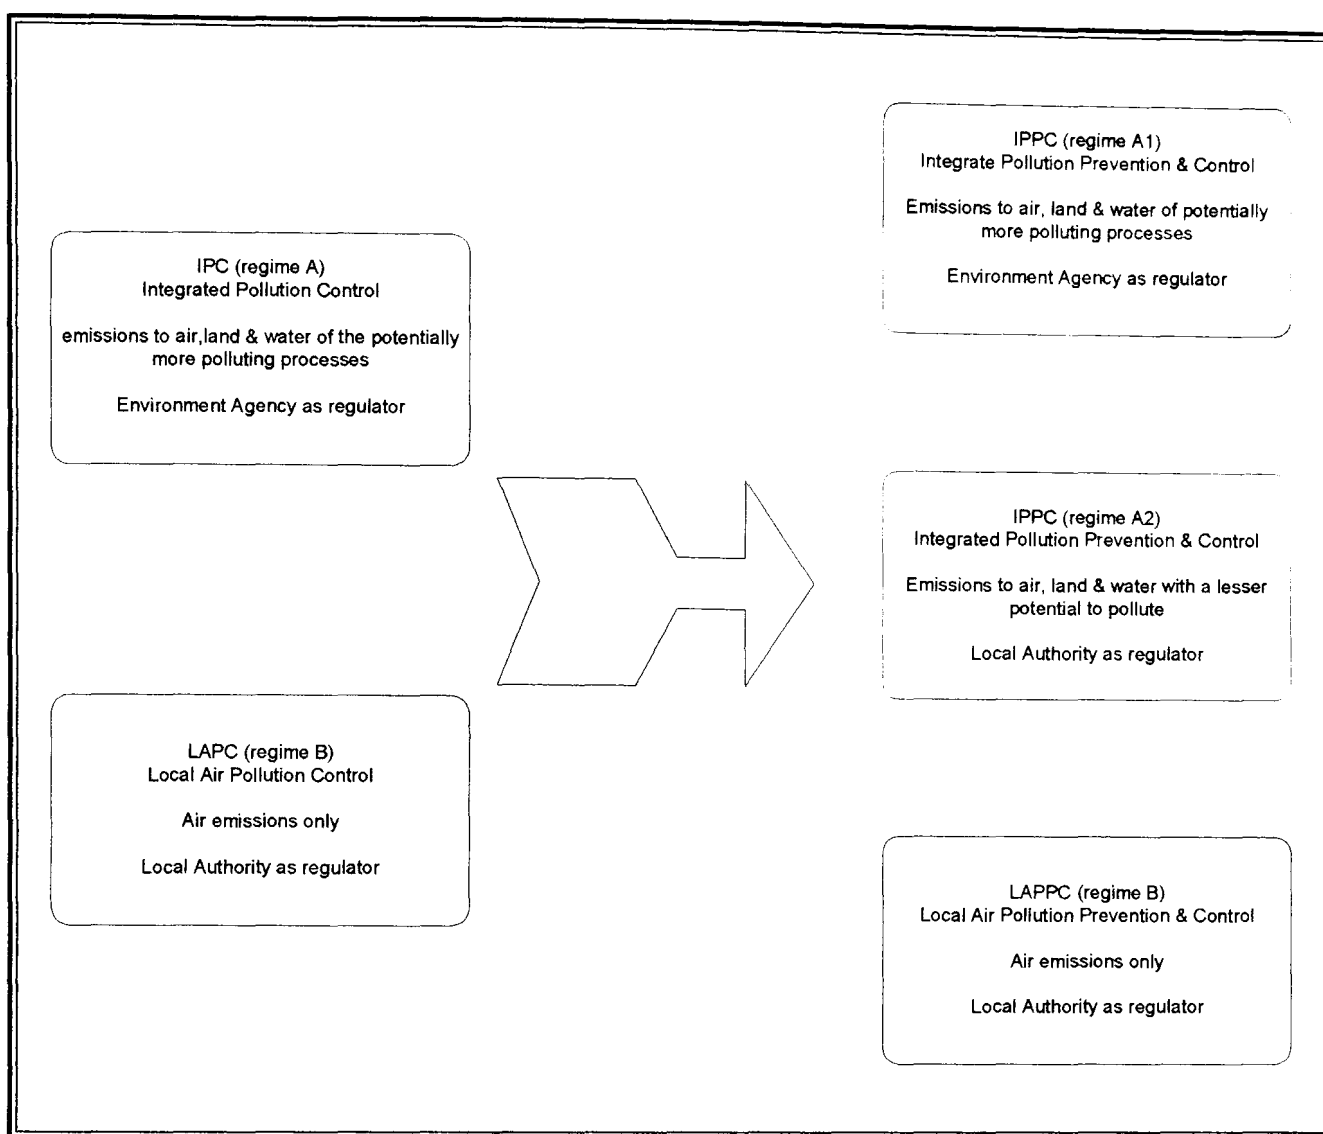 IPC (regime A)
Integrated Pollution Control
emissions to air,land & water of the potentially
more polluting processes
Environment Agency as regulator
LAPC (regime B)
Local Air Pollution Control
Air emissions only
Local Authority as regulator
IPPC (regime A1)
Integrate Pollution Prevention & Control
Emissions to air, land & water of potentially
more polluting processes
Environment Agency as regulator
IPPC (regime A2)
Integrated Pollution Prevention & Control
Emissions to air, land & water with a lesser
potential to pollute
Local Authority as regulator
LAPPC (regime B)
Local Air Pollution Prevention & Control
Air emissions only
Local Authority as regulator